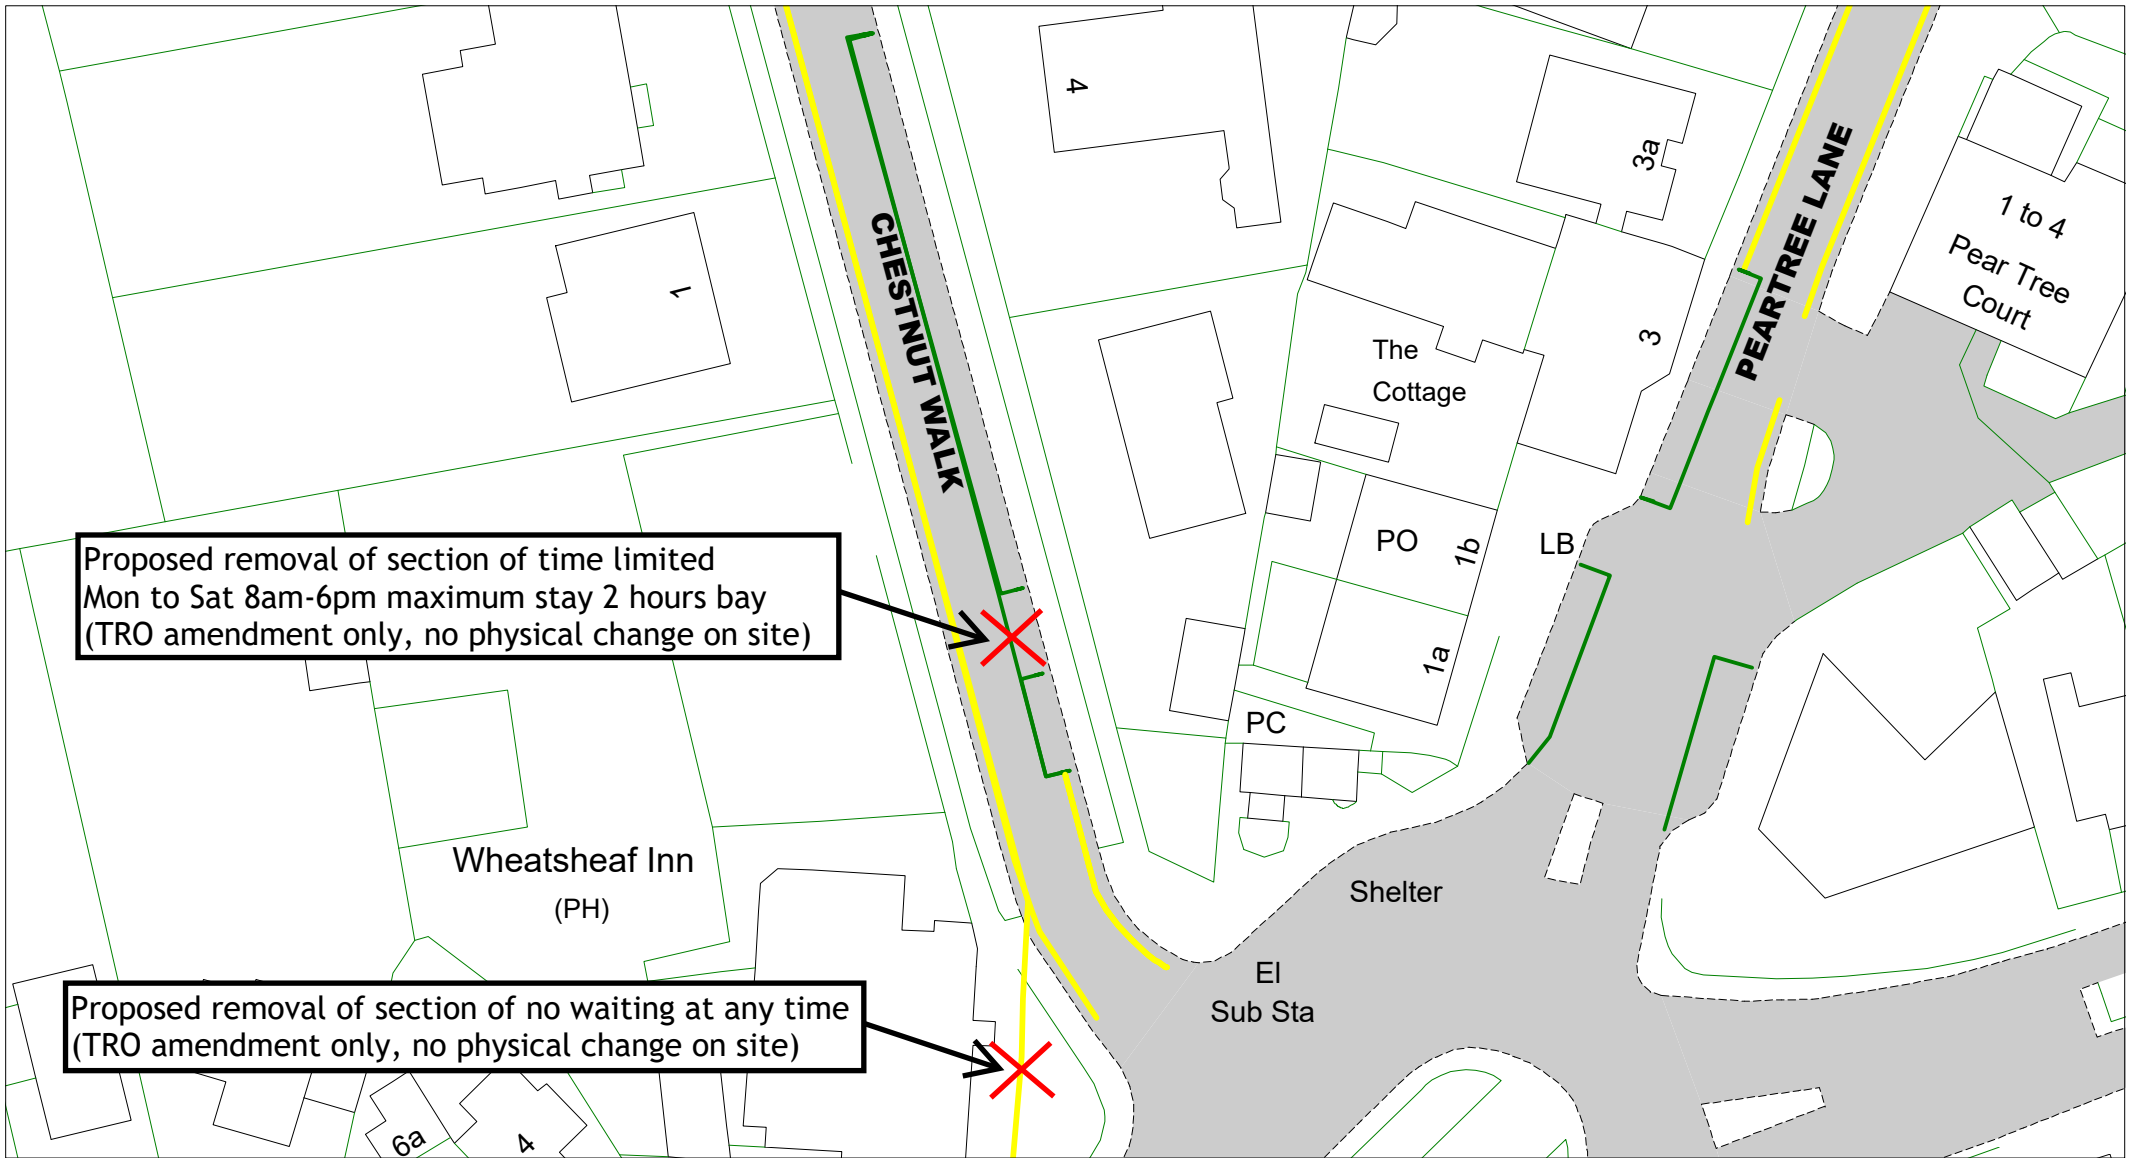 4
3a
PEARTREE LANE
1 to 4
Pear Tree
Court
CHESTNUT WALK
1
The
Cottage
3
Proposed removal of section of time limited
Mon to Sat 8am-6pm maximum stay 2 hours bay
(TRO amendment only, no physical change on site)
PO
1b
LB
1a
PC
Wheatsheaf Inn
(PH)
Shelter
El
Sub Sta
Proposed removal of section of no waiting at any time
(TRO amendment only, no physical change on site)
6a
4